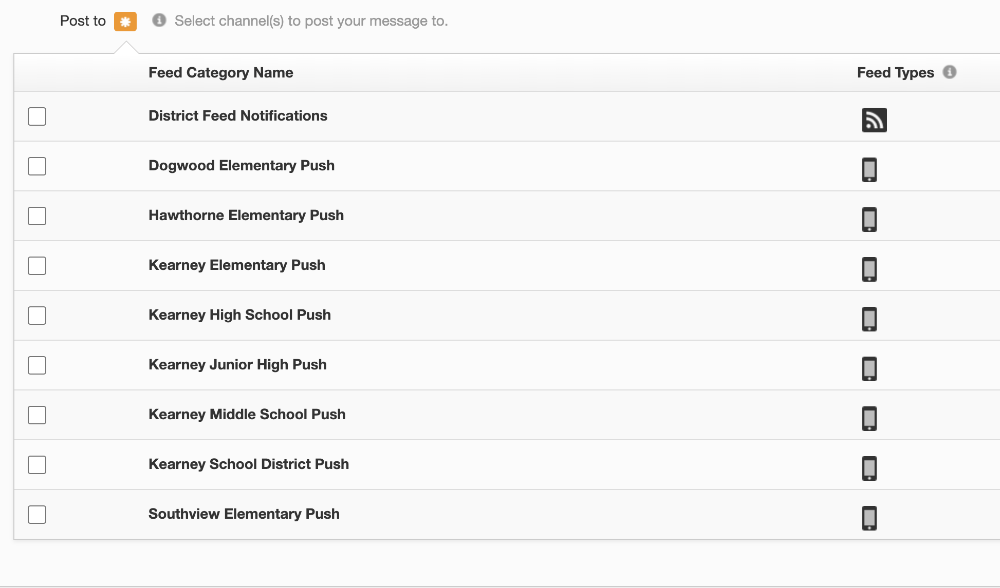 Post to Select channel(s) to post your message to.
Feed Category Name Feed Types
District Feed Notifications
Dogwood Elementary Push
Hawthorne Elementary Push
Kearney Elementary Push
Kearney High School Push
Kearney Junior High Push
Kearney Middle School Push
Kearney School District Push
Southview Elementary Push